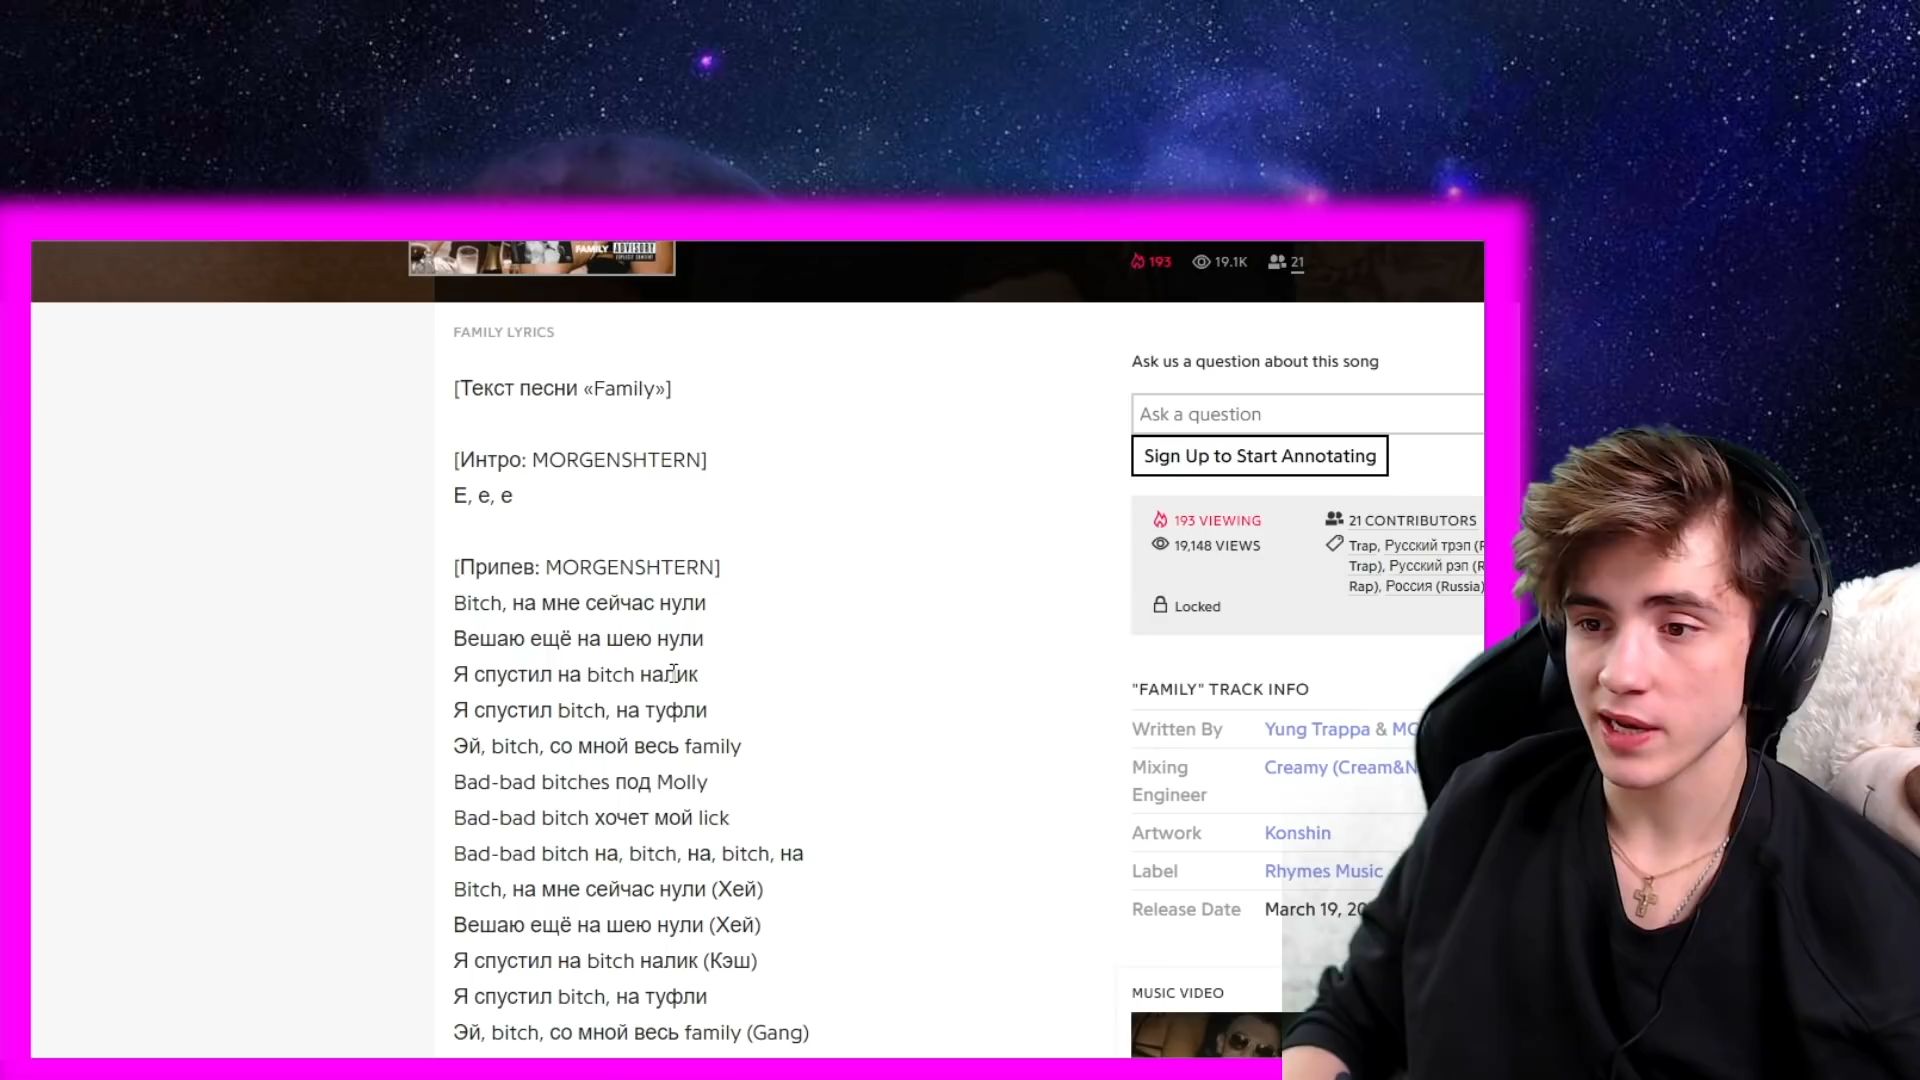 FAMILY
ADVISORY
EXPLICIT CONTENT
193 19.1K 21
FAMILY LYRICS
[Текст песни «Family»]
[Интро: MORGENSHTERN]
Е, е, е
[Припев: MORGENSHTERN]
Bitch, на мне сейчас нули
Вешаю ещё на шею нули
Я спустил на bitch налик
Я спустил bitch, на туфли
Эй, bitch, со мной весь family
Bad-bad bitches под Molly
Bad-bad bitch хочет мой lick
Bad-bad bitch на, bitch, на, bitch, на
Bitch, на мне сейчас нули (Хей)
Вешаю ещё на шею нули (Хей)
Я спустил на bitch налик (Кэш)
Я спустил bitch, на туфли
Эй, bitch, со мной весь family (Gang)
Ask us a question about this song
Ask a question
Sign Up to Start Annotating
193 VIEWING
19,148 VIEWS
Locked
21 CONTRIBUTORS
Trap, Русский трэп (R
Trap), Русский рэп (R
Rap), Россия (Russia)
"FAMILY" TRACK INFO
Written By Yung Trappa & MO
Mixing Engineer Creamy (Cream&N
Artwork Konshin
Label Rhymes Music
Release Date March 19, 20
MUSIC VIDEO